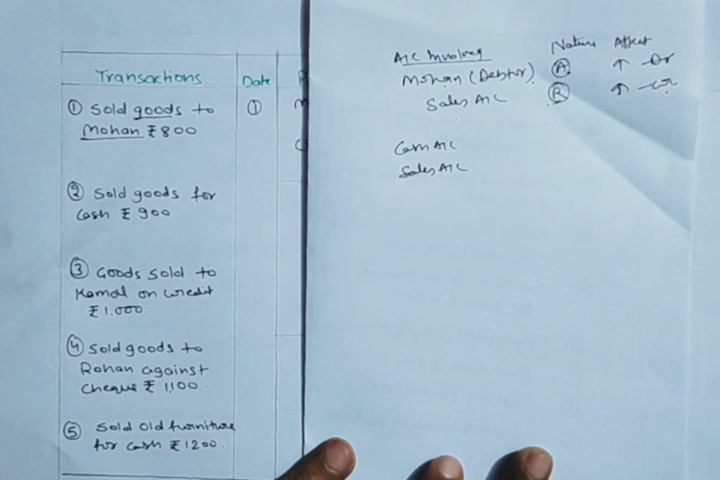 Transactions Date P
① Sold goods to ① M
Mohan ₹800
C
② Sold goods for
cash ₹ 900
③ Goods sold to
Kamal on credit
₹1.000.
④ Sold goods to
Rohan against
Cheque ₹ 1,100.
⑤ Sold Old furniture
for cash ₹1200.
A/C Involving Nature Affect
Mohan (Debtor) Ⓐ ↑ -Dr
Sales A/C Ⓡ ↑ -Cr
Cash A/C
Sales A/C